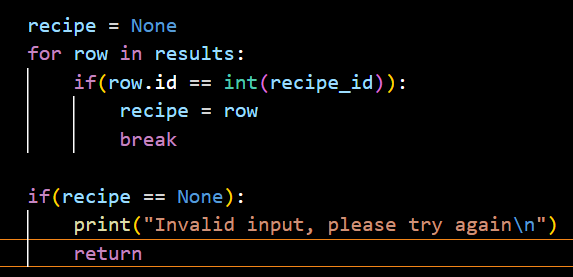 recipe = None
for row in results:
    if(row.id == int(recipe_id)):
        recipe = row
        break

if(recipe == None):
    print("Invalid input, please try again\n")
    return